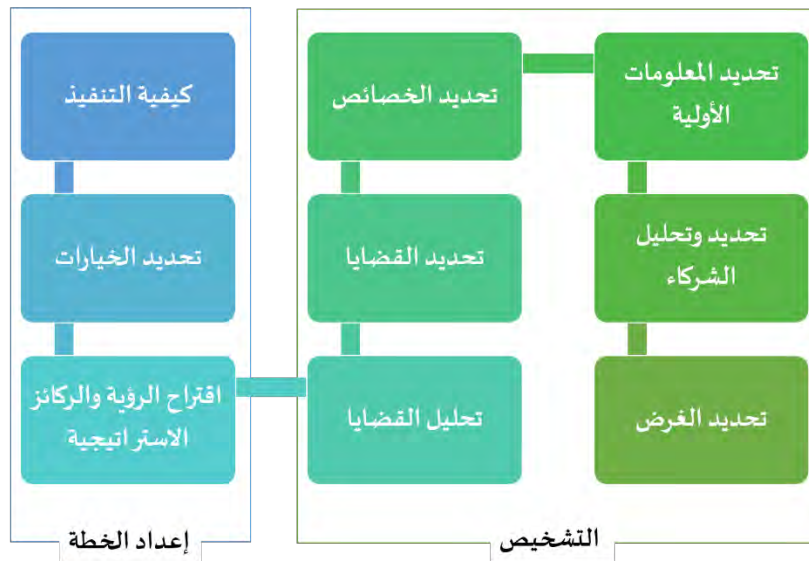 تحديد المعلومات
الأولية
تحديد وتحليل
الشركاء
تحديد الغرض
تحديد الخصائص
تحديد القضايا
تحليل القضايا
كيفية التنفيذ
تحديد الخيارات
اقتراح الرؤية والركائز
الاستراتيجية
التشخيص
إعداد الخطة